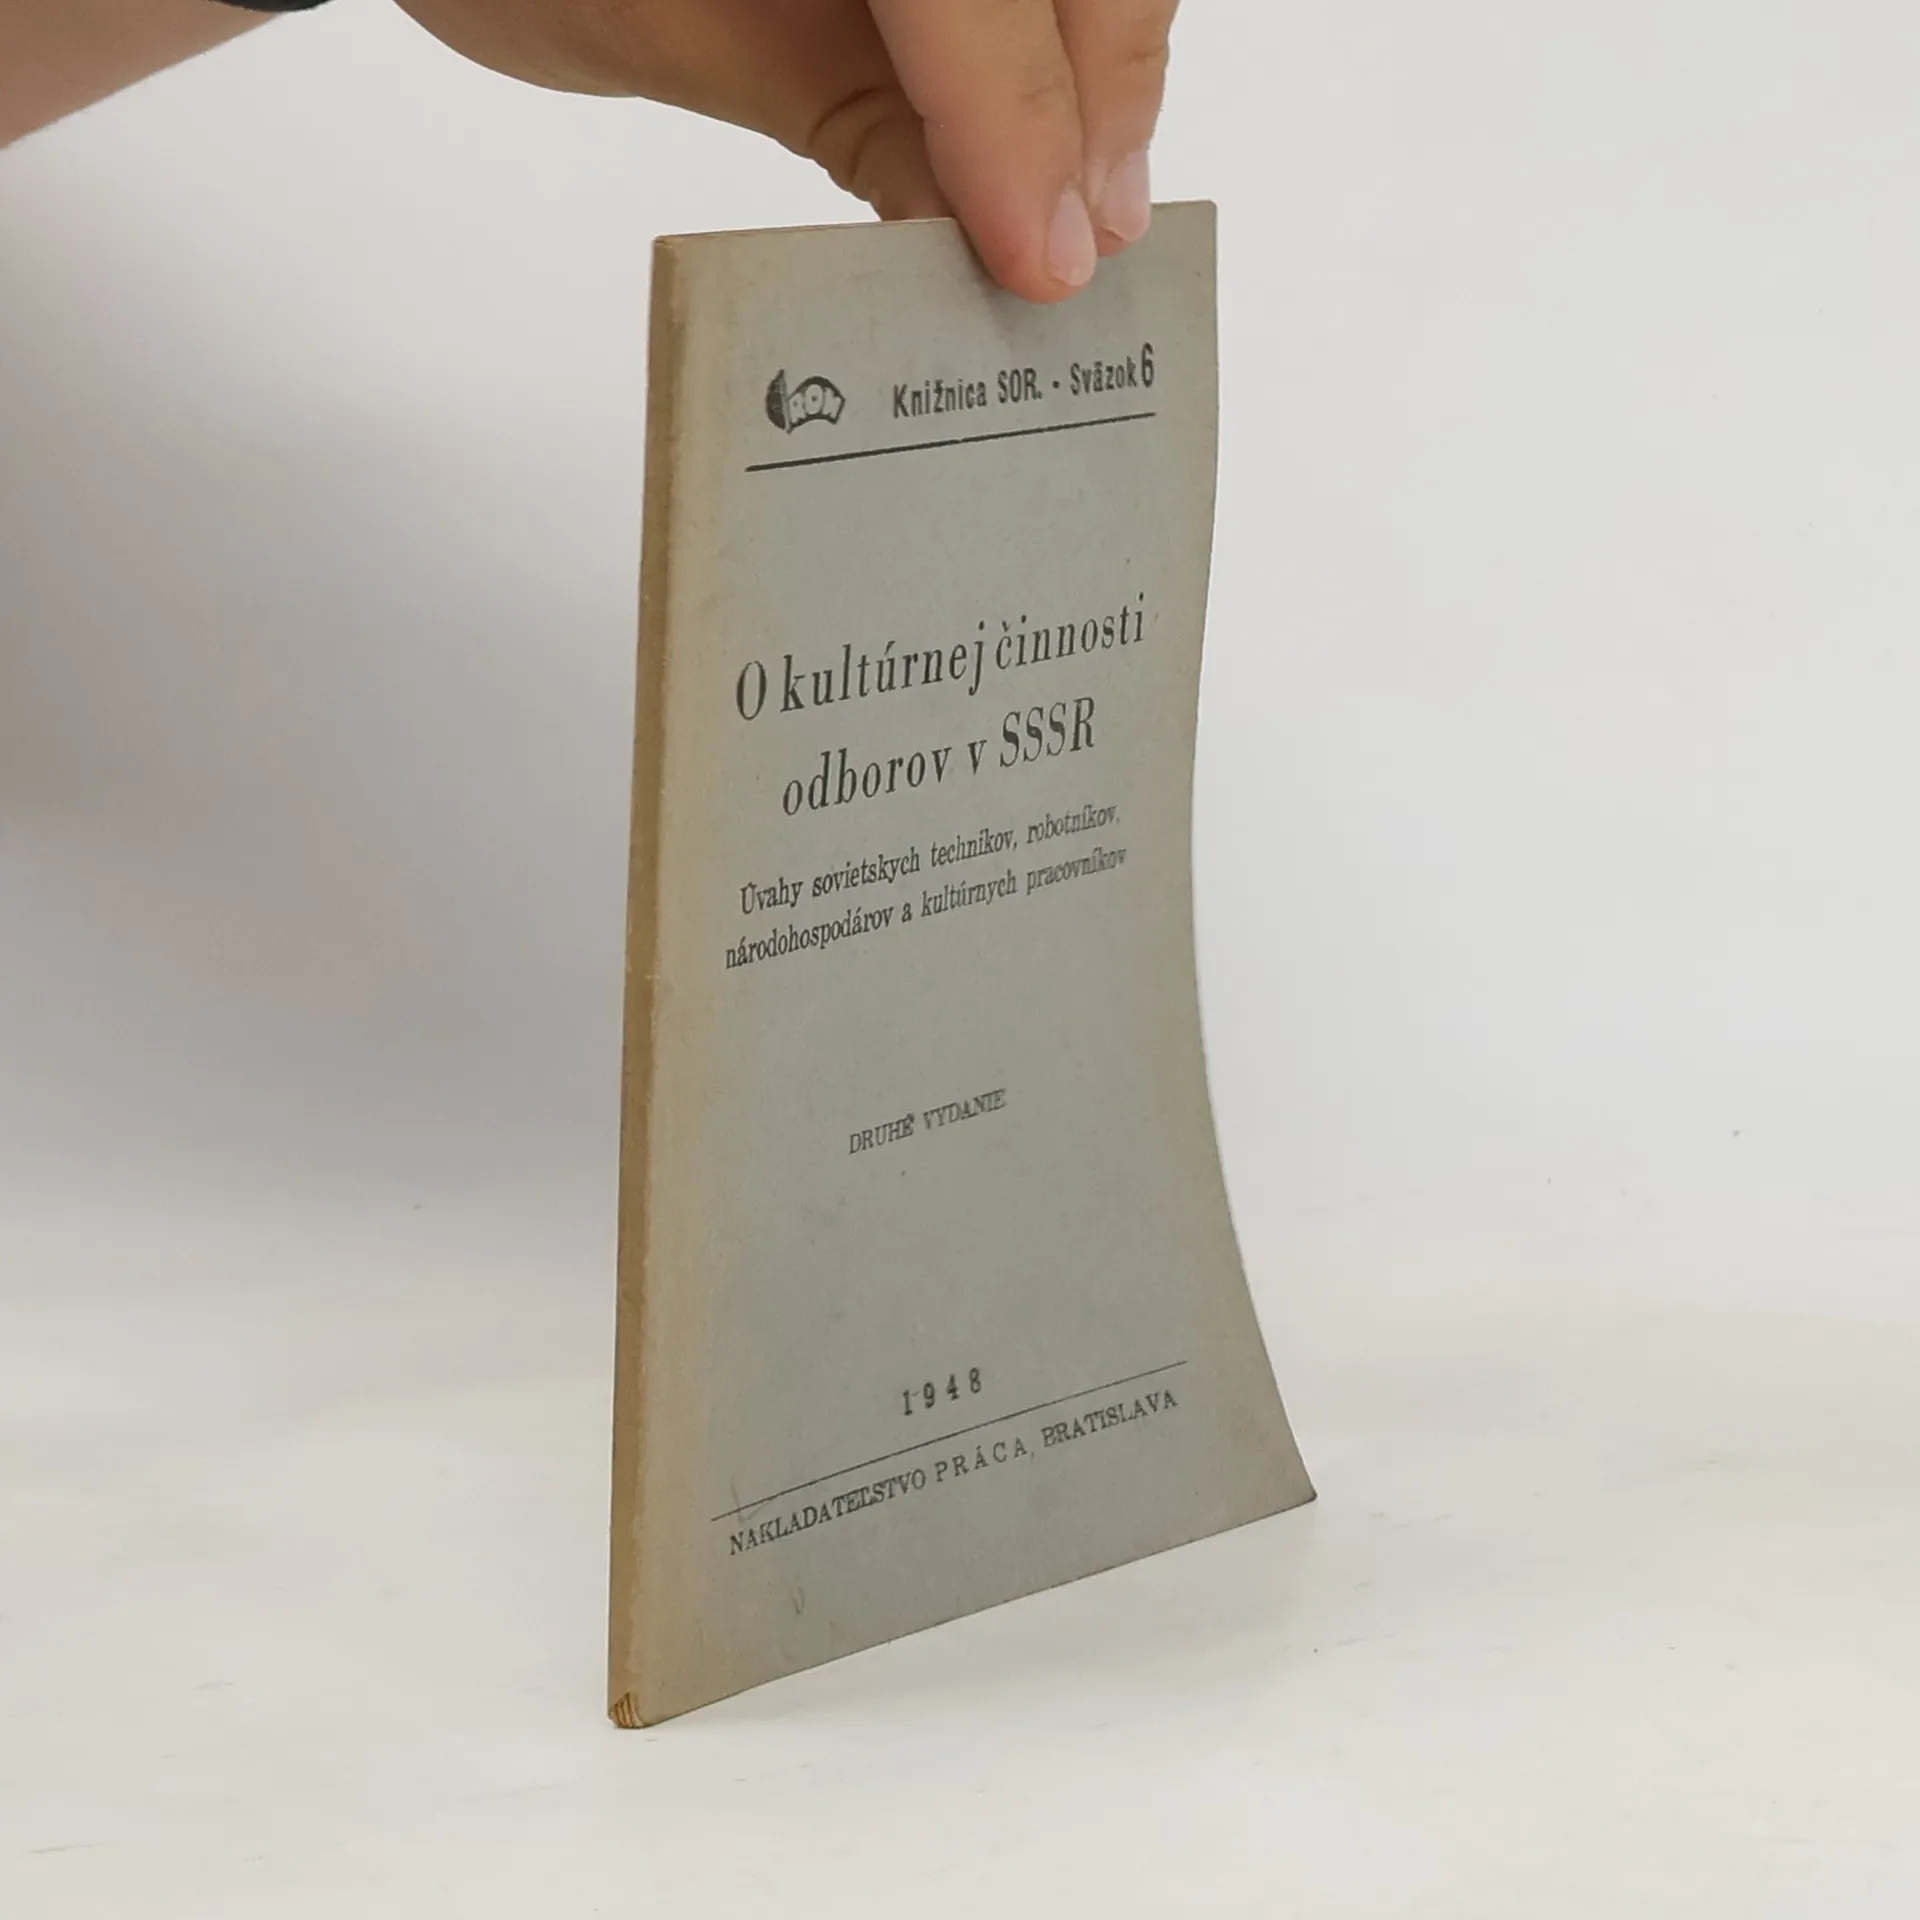 Knižnica SOR. - Sväzok 6
O kultúrnej činnosti
odborov v SSSR
Úvahy sovietskych technikov, robotníkov,
národohospodárov a kultúrnych pracovníkov
DRUHÉ VYDANIE
1948
NAKLADATEĽSTVO PRÁCA, BRATISLAVA